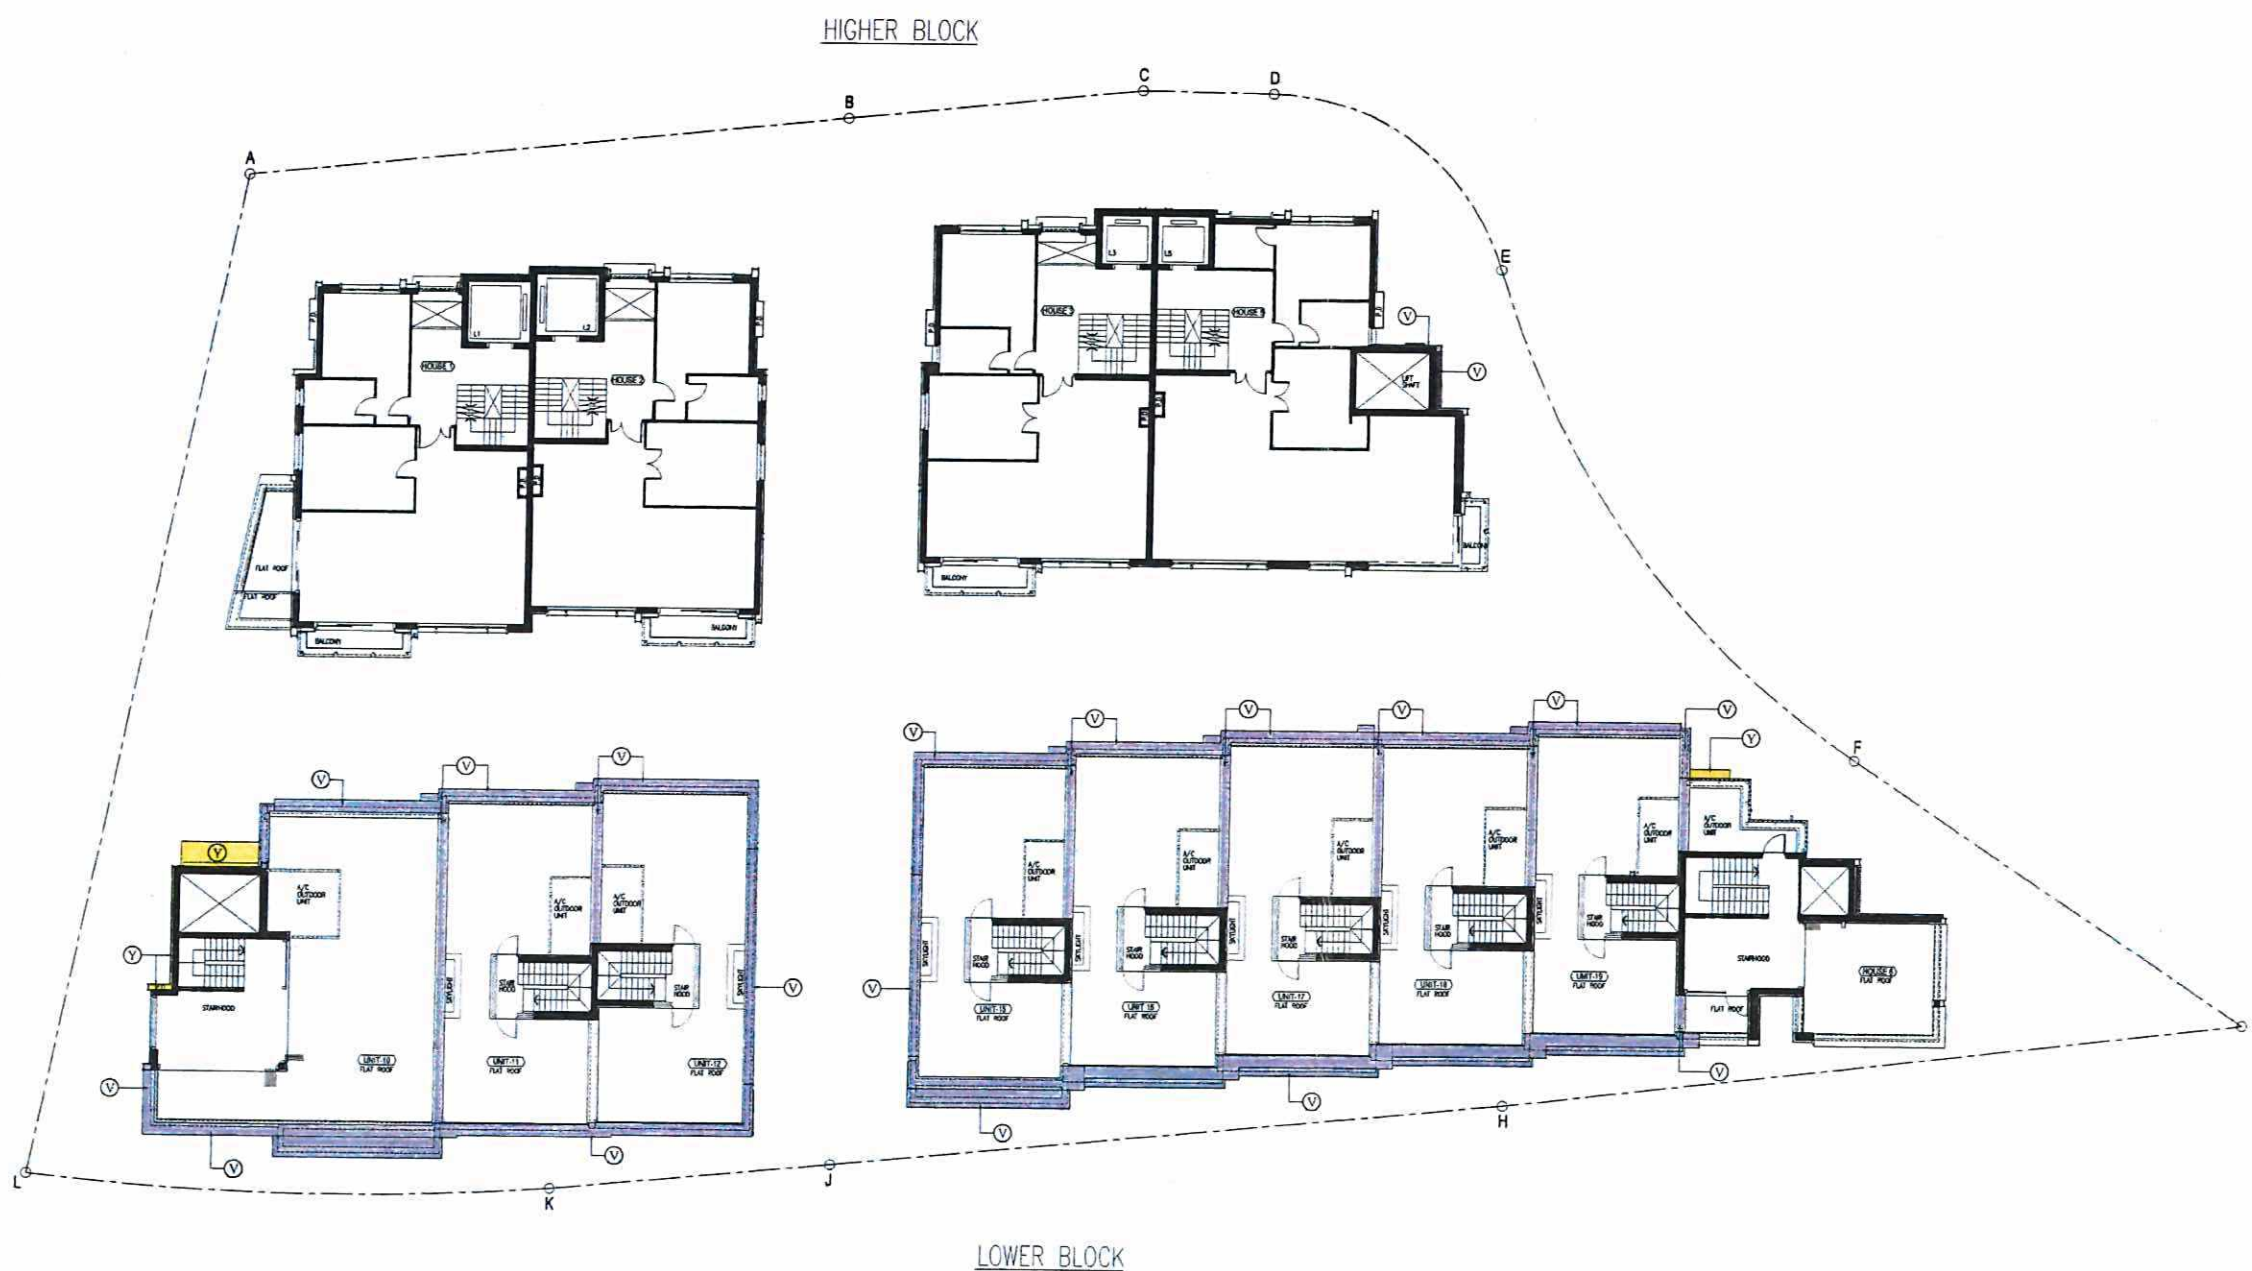 HIGHER BLOCK
A
B
C
D
E
F
H
J
K
L
L1
L2
HOUSE 1
HOUSE 2
P.D.
P.D.
P.D.
P.D.
FLAT ROOF
FLAT ROOF
BALCONY
BALCONY
L3
L5
HOUSE 3
P.D.
P.D.
P.D.
P.D.
LIFT
SHAFT
V
V
BALCONY
BALCONY
V
V
V
Y
Y
A/C
OUTDOOR
UNIT
A/C
OUTDOOR
UNIT
A/C
OUTDOOR
UNIT
STAIRHOOD
SKYLIGHT
STAIR
HOOD
STAIR
HOOD
SKYLIGHT
V
UNIT-10
FLAT ROOF
UNIT-11
FLAT ROOF
UNIT-12
FLAT ROOF
V
V
V
V
V
V
V
V
V
Y
A/C
OUTDOOR
UNIT
A/C
OUTDOOR
UNIT
A/C
OUTDOOR
UNIT
A/C
OUTDOOR
UNIT
A/C
OUTDOOR
UNIT
A/C
OUTDOOR
UNIT
SKYLIGHT
STAIR
HOOD
SKYLIGHT
STAIR
HOOD
SKYLIGHT
STAIR
HOOD
SKYLIGHT
STAIR
HOOD
SKYLIGHT
STAIR
HOOD
STAIRHOOD
HOUSE 6
FLAT ROOF
FLAT ROOF
V
UNIT-15
FLAT ROOF
UNIT 16
FLAT ROOF
UNIT-17
FLAT ROOF
UNIT-18
FLAT ROOF
UNIT-19
FLAT ROOF
V
V
V
LOWER BLOCK